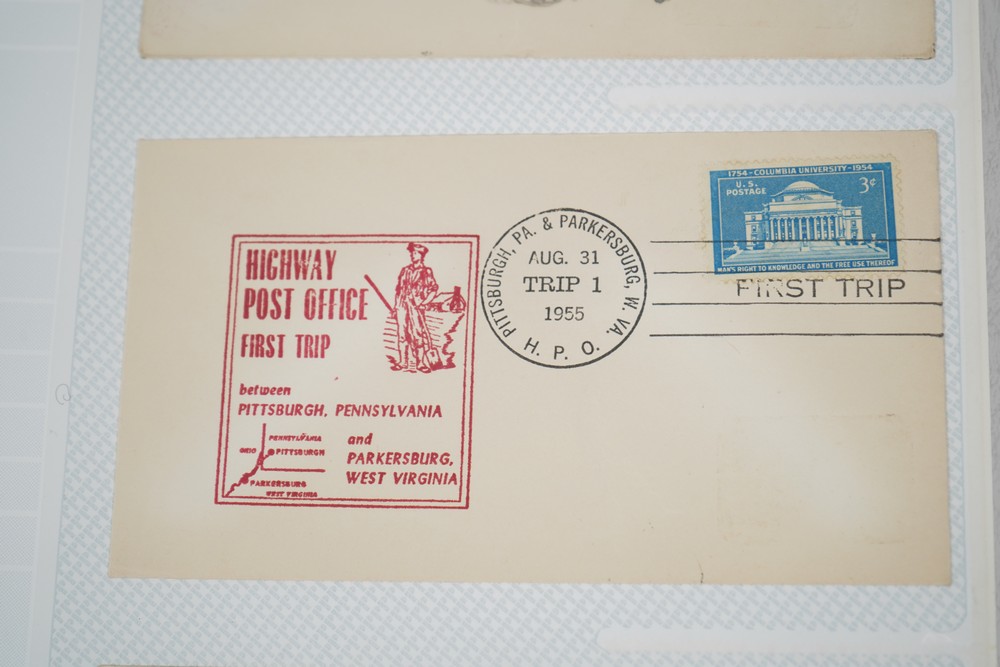 HIGHWAY
POST OFFICE
FIRST TRIP
between
PITTSBURGH, PENNSYLVANIA
and
PARKERSBURG,
WEST VIRGINIA
PENNSYLVANIA
OHIO
PITTSBURGH
PARKERSBURG
WEST VIRGINIA
PITTSBURGH, PA. & PARKERSBURG, W. VA.
AUG. 31
TRIP 1
1955
H. P. O.
1754 - COLUMBIA UNIVERSITY - 1954
U.S.
POSTAGE
3¢
MAN'S RIGHT TO KNOWLEDGE AND THE FREE USE THEREOF
FIRST TRIP